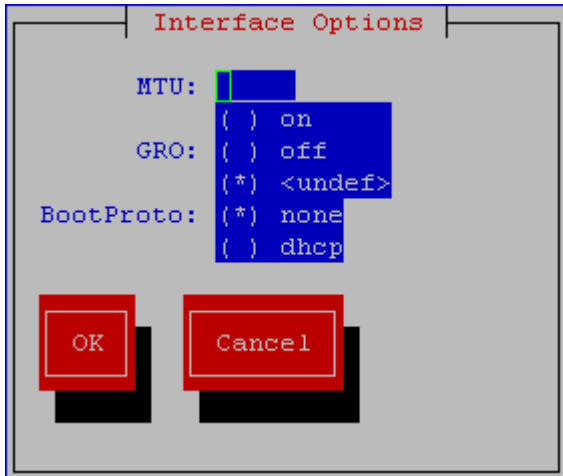 Interface Options
MTU:
( ) on
GRO: ( ) off
(*) <undef>
BootProto: (*) none
( ) dhcp
OK Cancel